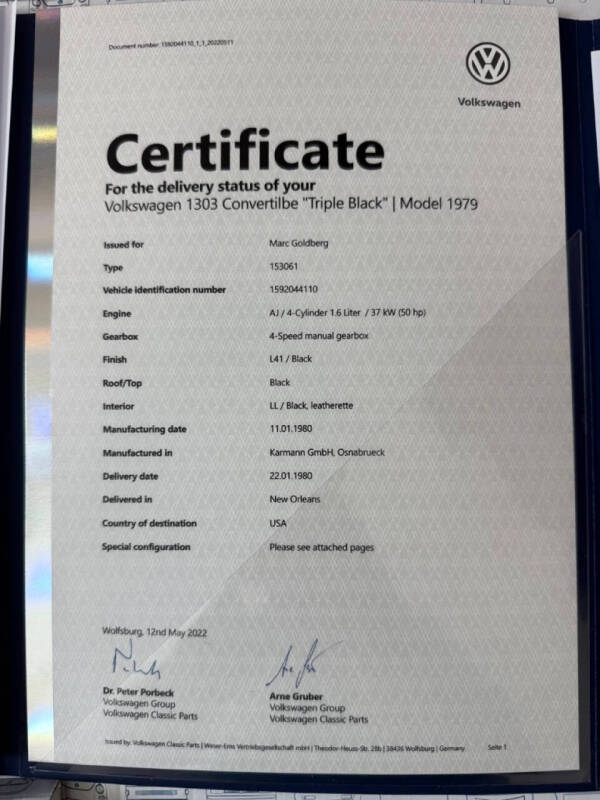 Document number: 1592044110_1_1_20220511
Volkswagen
Certificate
For the delivery status of your
Volkswagen 1303 Convertilbe "Triple Black" | Model 1979
Issued for Marc Goldberg
Type 153061
Vehicle identification number 1592044110
Engine AJ / 4-Cylinder 1.6 Liter / 37 kW (50 hp)
Gearbox 4-Speed manual gearbox
Finish L41 / Black
Roof/Top Black
Interior LL / Black, leatherette
Manufacturing date 11.01.1980
Manufactured in Karmann GmbH, Osnabrueck
Delivery date 22.01.1980
Delivered in New Orleans
Country of destination USA
Special configuration Please see attached pages
Wolfsburg, 12nd May 2022
Dr. Peter Porbeck
Volkswagen Group
Volkswagen Classic Parts
Arne Gruber
Volkswagen Group
Volkswagen Classic Parts
Issued by: Volkswagen Classic Parts | Weser-Ems Vertriebsgesellschaft mbH | Theodor-Heuss-Str. 28b | 38436 Wolfsburg | Germany Seite 1